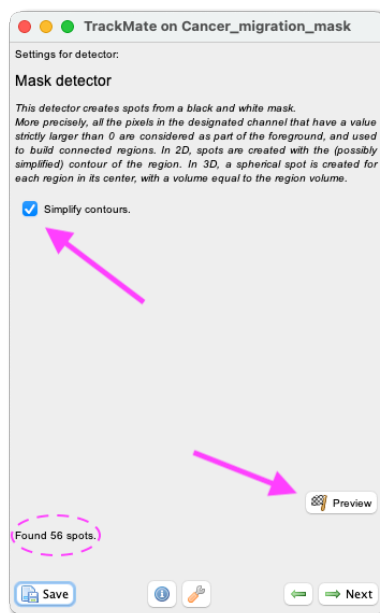 TrackMate on Cancer_migration_mask
Settings for detector:
Mask detector
This detector creates spots from a black and white mask.
More precisely, all the pixels in the designated channel that have a value
strictly larger than 0 are considered as part of the foreground, and used
to build connected regions. In 2D, spots are created with the (possibly
simplified) contour of the region. In 3D, a spherical spot is created for
each region in its center, with a volume equal to the region volume.
Simplify contours.
Preview
Found 56 spots.
Save
Next